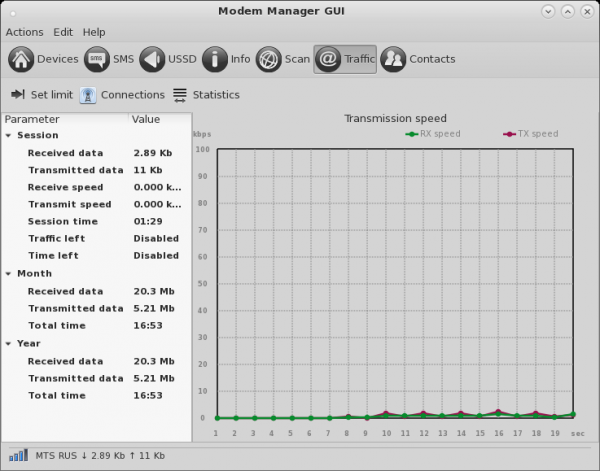 Modem Manager GUI
Actions Edit Help
Devices SMS USSD Info Scan Traffic Contacts
Set limit Connections Statistics
Parameter Value
Session
Received data 2.89 Kb
Transmitted data 11 Kb
Receive speed 0.000 k...
Transmit speed 0.000 k...
Session time 01:29
Traffic left Disabled
Time left Disabled
Month
Received data 20.3 Mb
Transmitted data 5.21 Mb
Total time 16:53
Year
Received data 20.3 Mb
Transmitted data 5.21 Mb
Total time 16:53
Transmission speed
kbps RX speed TX speed
100
90
80
70
60
50
40
30
20
10
0
1 2 3 4 5 6 7 8 9 10 11 12 13 14 15 16 17 18 19 sec
MTS RUS ↓ 2.89 Kb ↑ 11 Kb